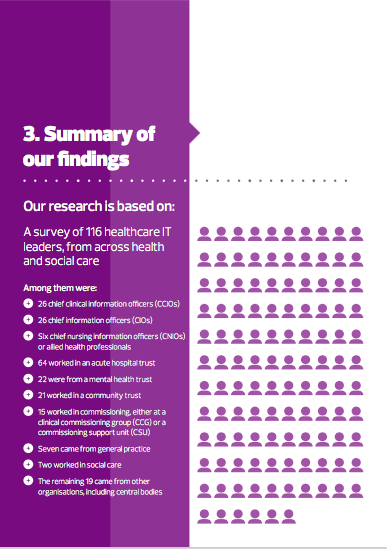 3. Summary of
our findings
Our research is based on:
A survey of 116 healthcare IT
leaders, from across health
and social care
Among them were:
26 chief clinical information officers (CCIOs)
26 chief information officers (CIOs)
Six chief nursing information officers (CNIOs)
or allied health professionals
64 worked in an acute hospital trust
22 were from a mental health trust
21 worked in a community trust
15 worked in commissioning, either at a
clinical commissioning group (CCG) or a
commissioning support unit (CSU)
Seven came from general practice
Two worked in social care
The remaining 19 came from other
organisations, including central bodies